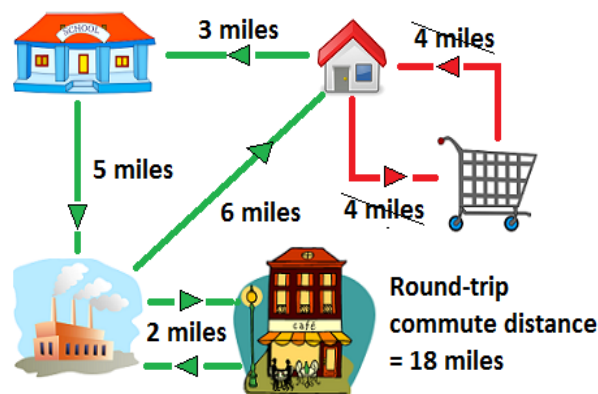 SCHOOL
3 miles
4 miles
5 miles
6 miles
4 miles
2 miles
café
Round-trip
commute distance
= 18 miles